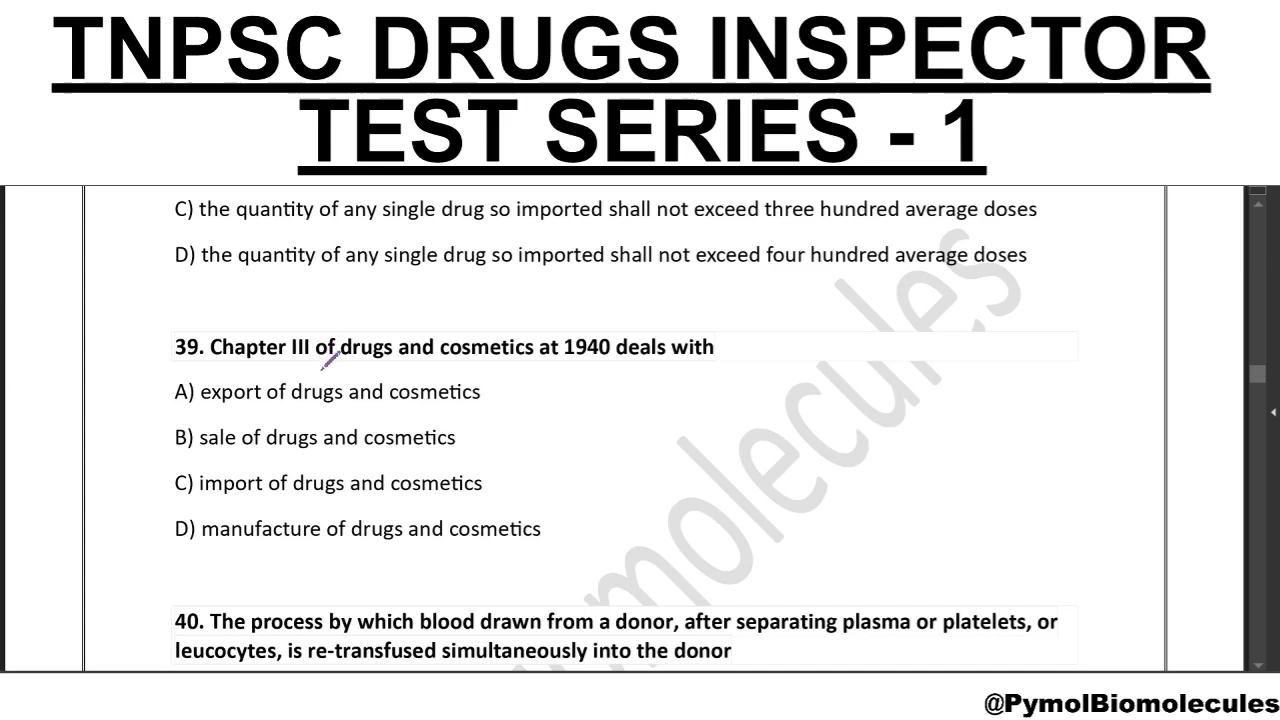 TNPSC DRUGS INSPECTOR
TEST SERIES - 1
C) the quantity of any single drug so imported shall not exceed three hundred average doses
D) the quantity of any single drug so imported shall not exceed four hundred average doses
39. Chapter III of drugs and cosmetics at 1940 deals with
A) export of drugs and cosmetics
B) sale of drugs and cosmetics
C) import of drugs and cosmetics
D) manufacture of drugs and cosmetics
40. The process by which blood drawn from a donor, after separating plasma or platelets, or
leucocytes, is re-transfused simultaneously into the donor
@PymolBiomolecules